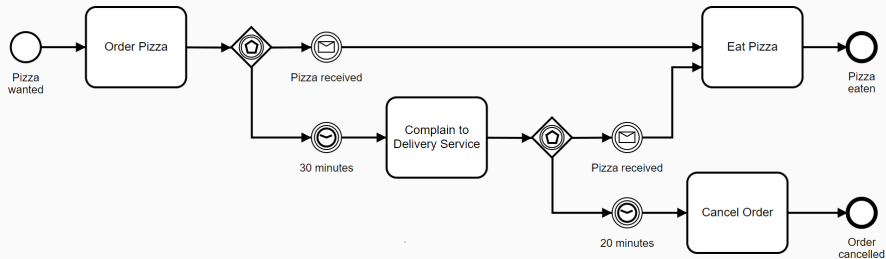 Order Pizza
Eat Pizza
Pizza
wanted
Pizza received
Pizza
eaten
Complain to
Delivery Service
30 minutes
Pizza received
Cancel Order
20 minutes
Order
cancelled